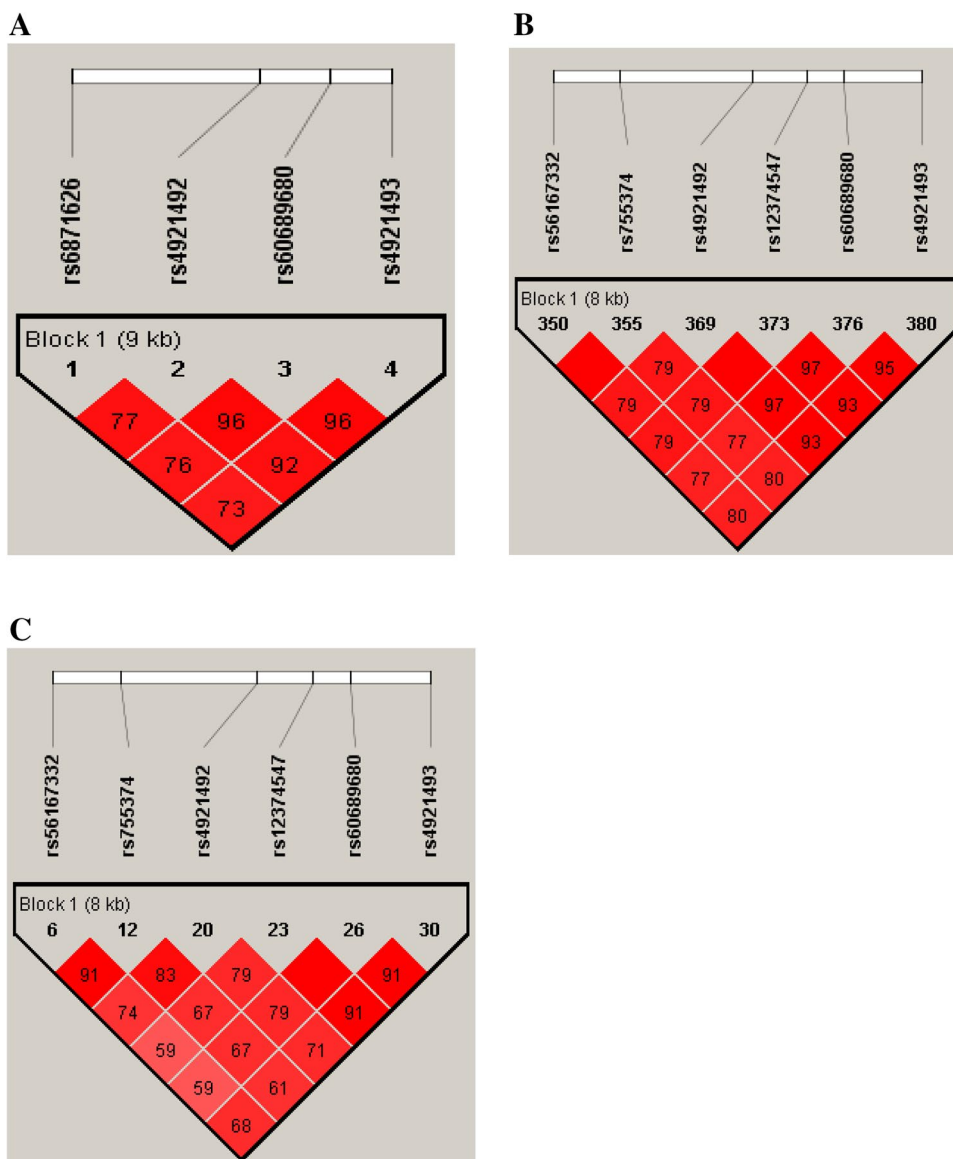 A
rs6871626
rs4921492
rs60689680
rs4921493
Block 1 (9 kb)
1 2 3 4
77 96 96
76 92
73
B
rs56167332
rs755374
rs4921492
rs12374547
rs60689680
rs4921493
Block 1 (8 kb)
350 355 369 373 376 380
79 97 95
79 79 97 93
79 77 93
77 80
80
C
rs56167332
rs755374
rs4921492
rs12374547
rs60689680
rs4921493
Block 1 (8 kb)
6 12 20 23 26 30
91 83 79 91
74 67 79 91
59 67 71
59 61
68